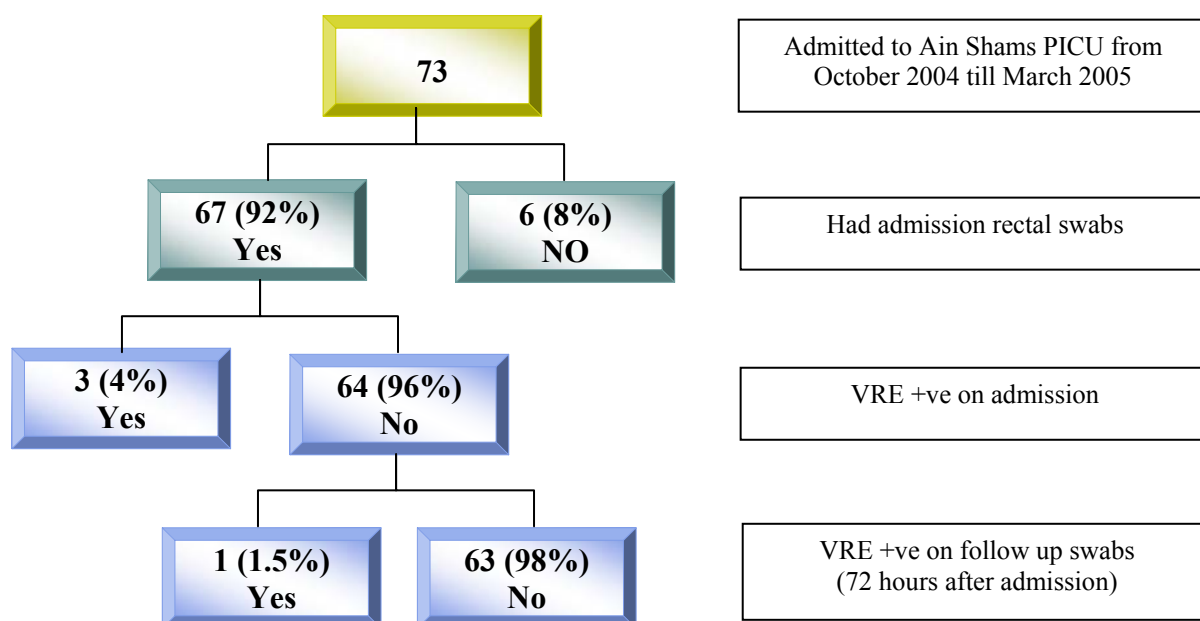 73
Admitted to Ain Shams PICU from
October 2004 till March 2005
67 (92%)
Yes
6 (8%)
NO
Had admission rectal swabs
3 (4%)
Yes
64 (96%)
No
VRE +ve on admission
1 (1.5%)
Yes
63 (98%)
No
VRE +ve on follow up swabs
(72 hours after admission)